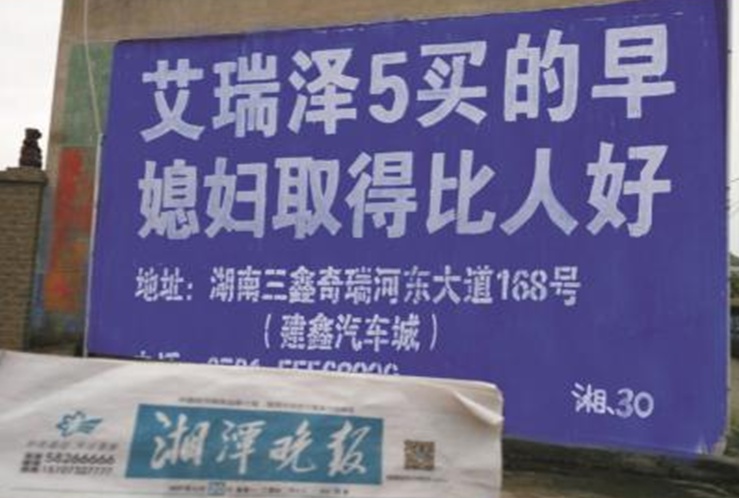 艾瑞泽5买的早
媳妇取得比人好
地址：湖南三鑫奇瑞河东大道168号
（建鑫汽车城）
湘、30
湘潭晚报
58266666